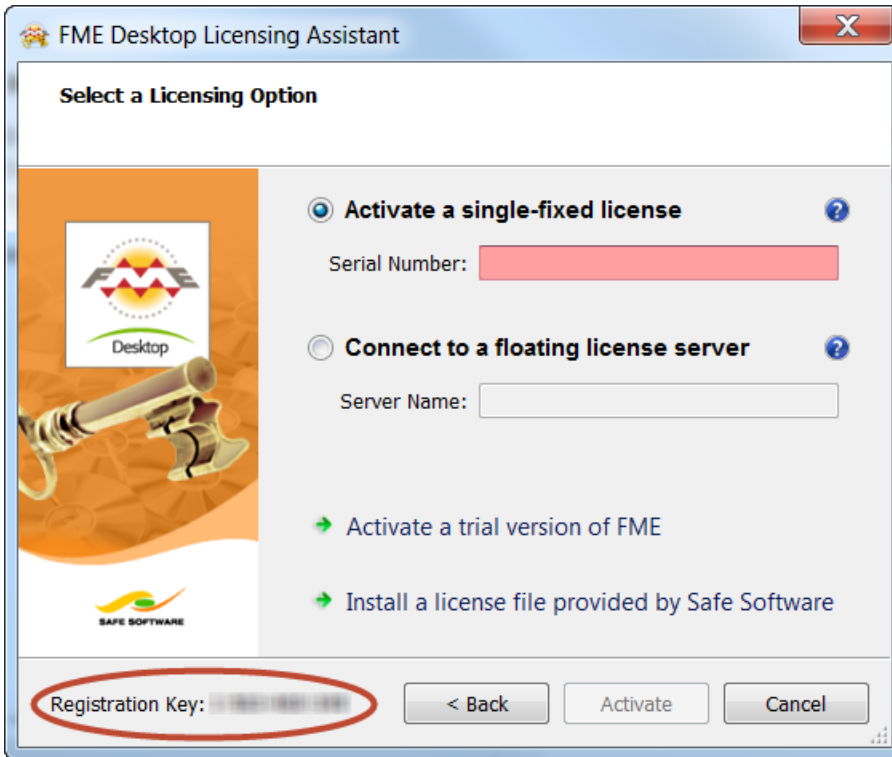 FME Desktop Licensing Assistant
Select a Licensing Option
FME
Desktop
SAFE SOFTWARE
Activate a single-fixed license ?
Serial Number:
Connect to a floating license server ?
Server Name:
Activate a trial version of FME
Install a license file provided by Safe Software
Registration Key:
< Back
Activate
Cancel